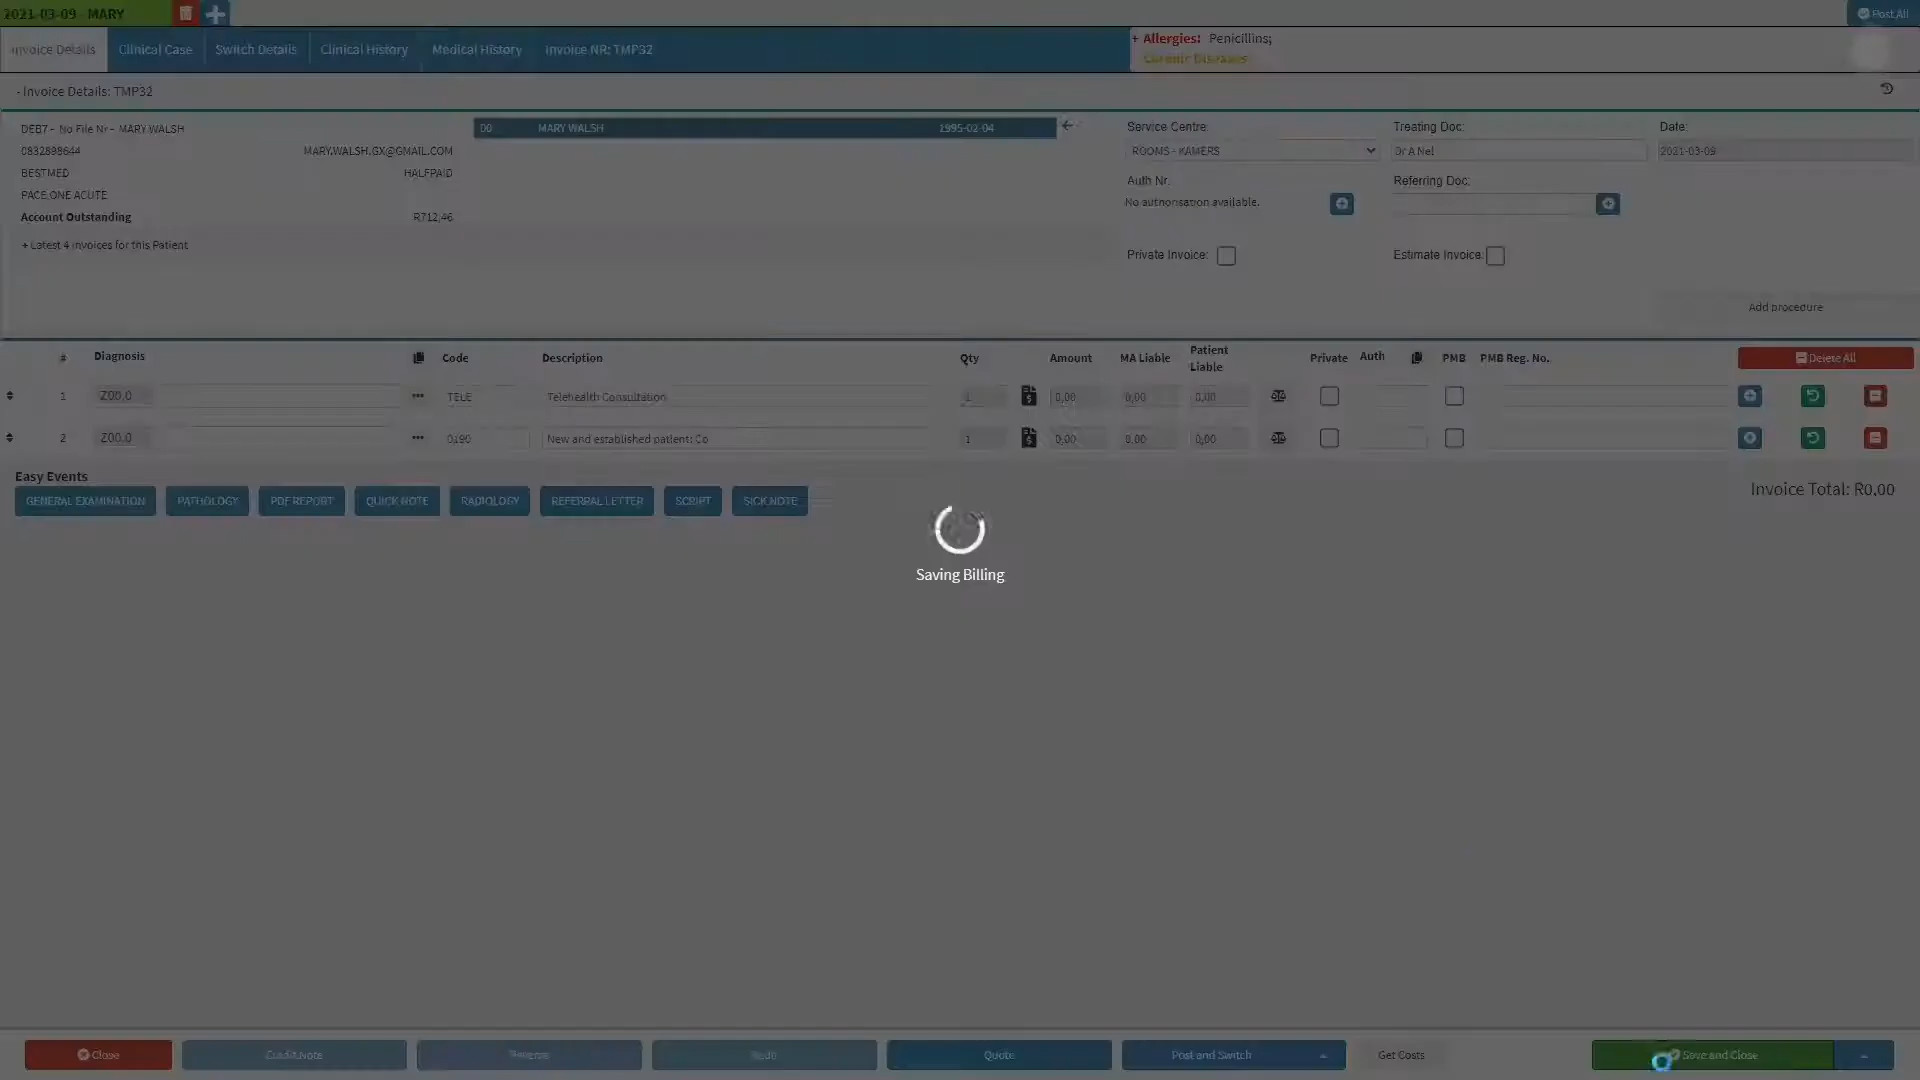 2021-03-09 - MARY
Post All
Invoice Details
Clinical Case
Switch Details
Clinical History
Medical History
Invoice NR: TMP32
+ Allergies: Penicillins;
Chronic Diseases
- Invoice Details: TMP32
DEB7 - No File Nr - MARY WALSH
0832898644
MARY.WALSH.GX@GMAIL.COM
BESTMED
HALFPAID
PACE ONE ACUTE
Account Outstanding
R712,46
+ Latest 4 invoices for this Patient
00
MARY WALSH
1995-02-04
Service Centre:
Treating Doc:
Date:
ROOMS - KAMERS
Dr A Nel
2021-03-09
Auth Nr:
Referring Doc:
No authorisation available.
Private Invoice:
Estimate Invoice:
Add procedure
# Diagnosis Code Description Qty Amount MA Liable Patient Liable Private Auth PMB PMB Reg. No. Delete All
1 Z00.0 TELE Telehealth Consultation 1 0,00 0,00 0,00
2 Z00.0 0190 New and established patient: Co 1 0,00 0,00 0,00
Easy Events
GENERAL EXAMINATION
PATHOLOGY
PDF REPORT
QUICK NOTE
RADIOLOGY
REFERRAL LETTER
SCRIPT
SICK NOTE
Invoice Total: R0,00
Saving Billing
Close
Credit Note
Reverse
Redo
Quote
Post and Switch
Get Costs
Save and Close